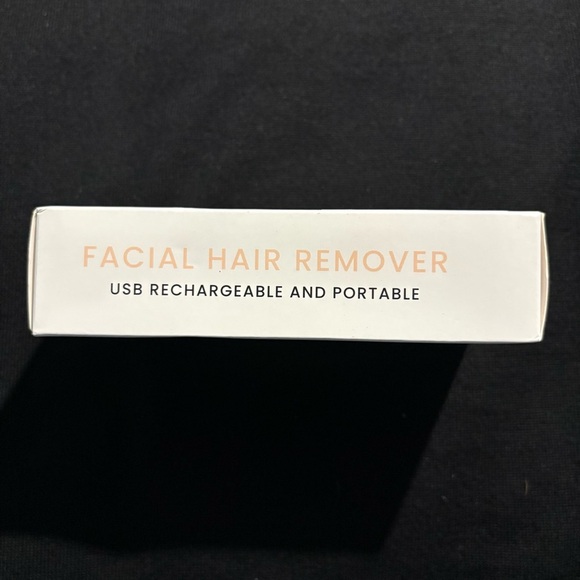 FACIAL HAIR REMOVER
USB RECHARGEABLE AND PORTABLE